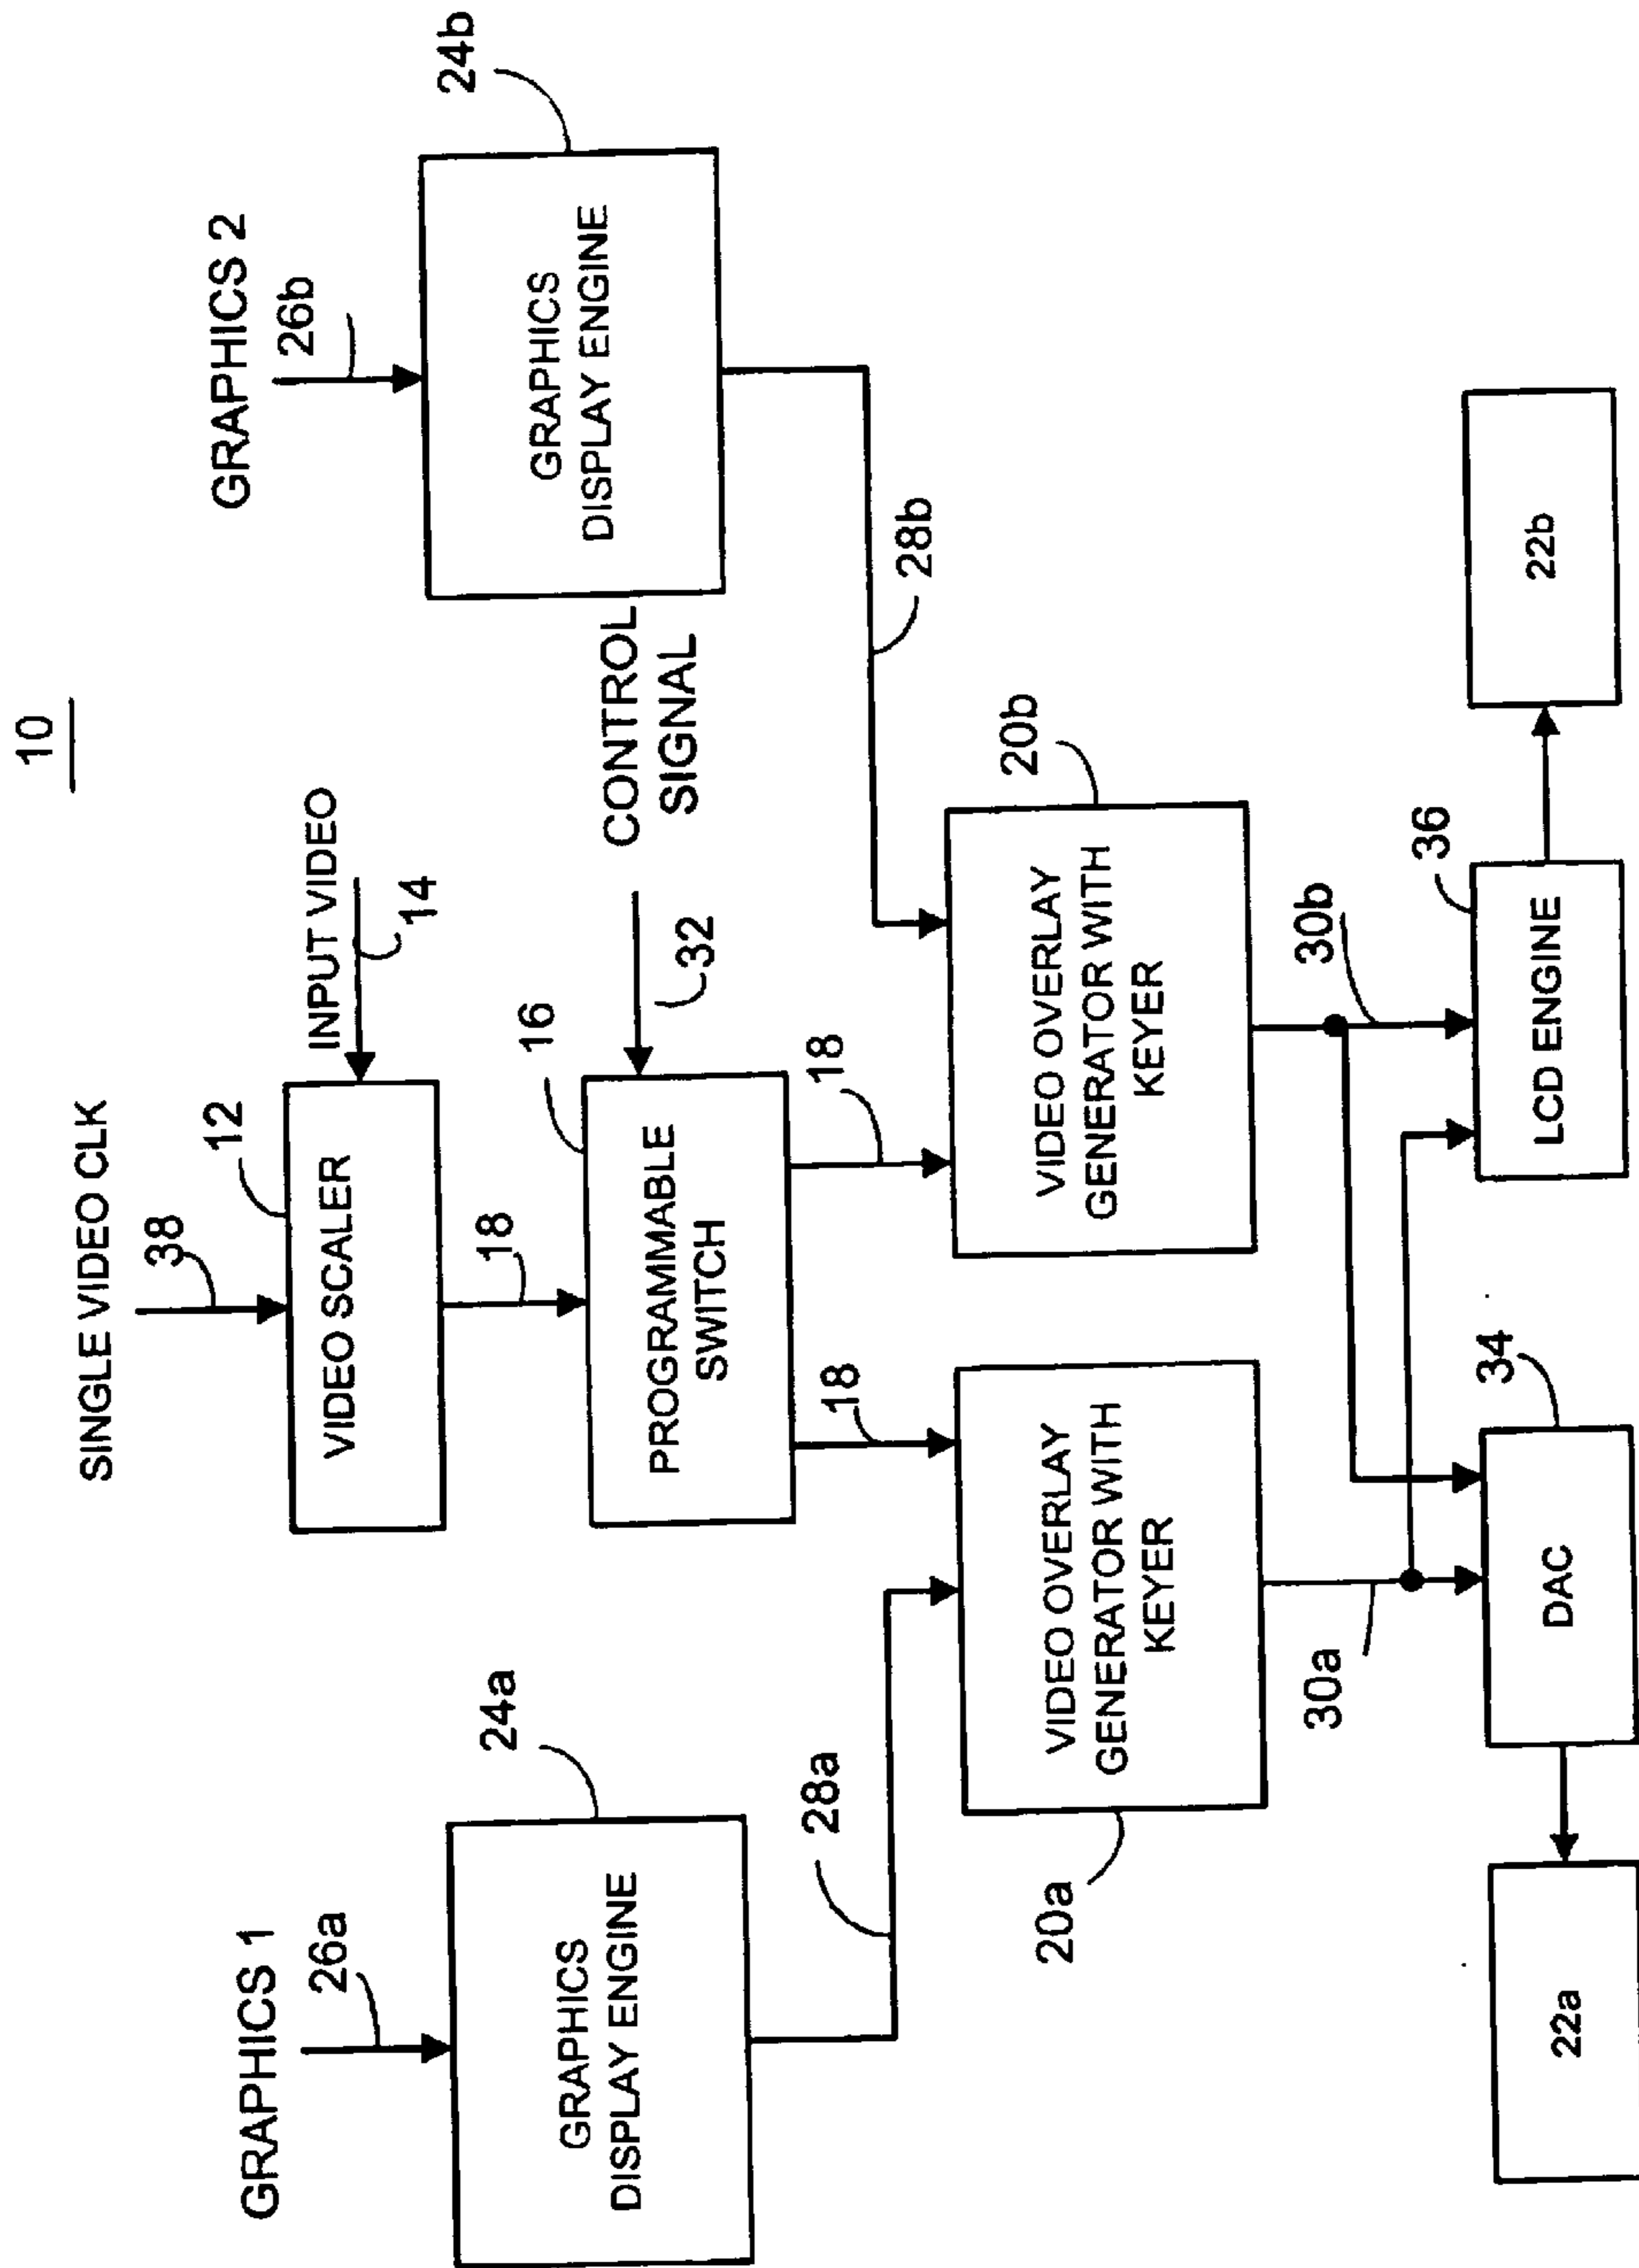 10
SINGLE VIDEO CLK
38
12
VIDEO SCALER
INPUT VIDEO
14
18
GRAPHICS 1
26a
24a
GRAPHICS
DISPLAY ENGINE
28a
16
PROGRAMMABLE
SWITCH
32
CONTROL
SIGNAL
GRAPHICS 2
26b
24b
GRAPHICS
DISPLAY ENGINE
28b
18
18
20a
VIDEO OVERLAY
GENERATOR WITH
KEYER
20b
VIDEO OVERLAY
GENERATOR WITH
KEYER
30a
30b
34
DAC
36
LCD ENGINE
22a
22b